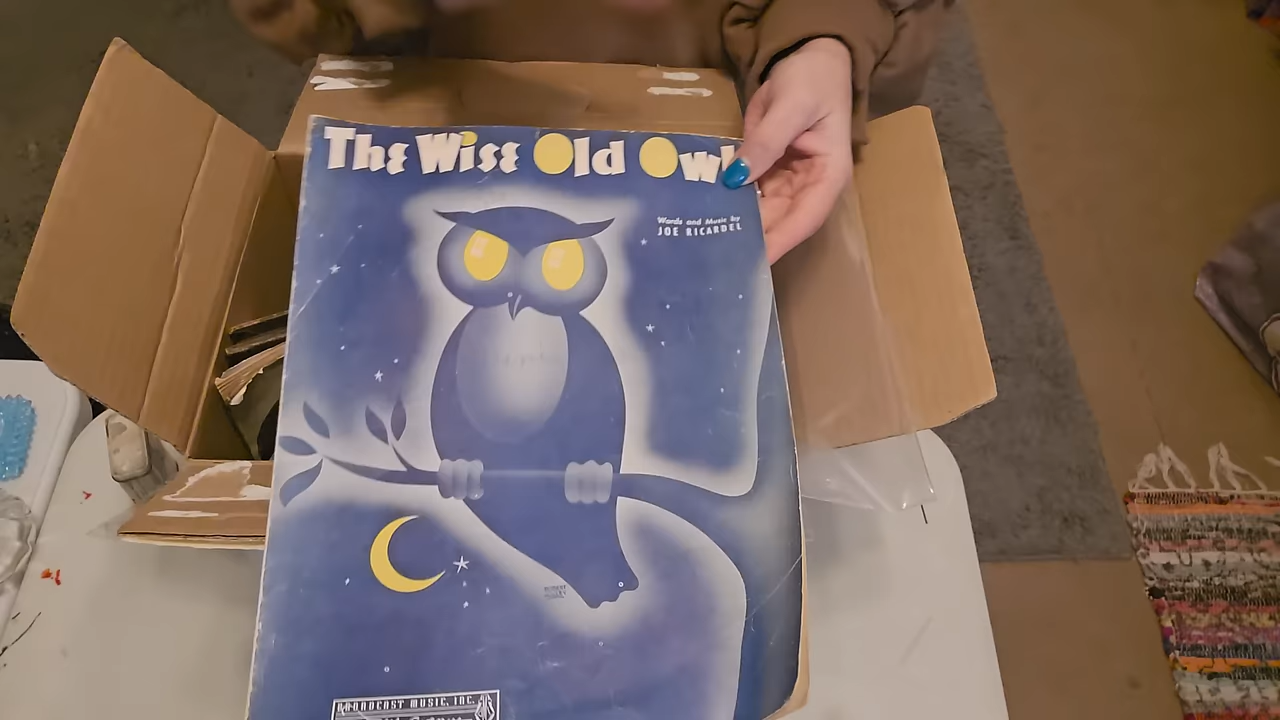 The Wise Old Owl
Words and Music by
JOE RICARDEL
BROADCAST MUSIC, INC.